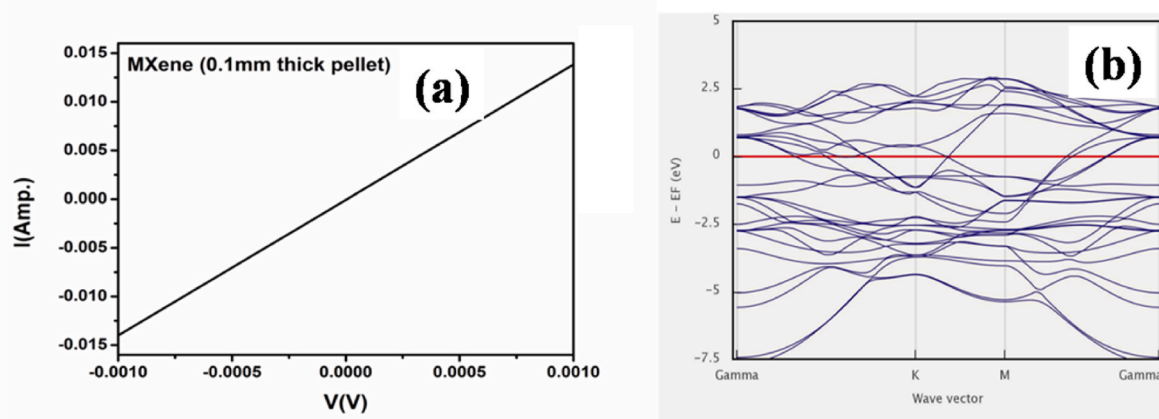 MXene (0.1mm thick pellet)
(a)
I(Amp.)
0.015
0.010
0.005
0.000
-0.005
-0.010
-0.015
-0.0010 -0.0005 0.0000 0.0005 0.0010
V(V)
(b)
E - EF (eV)
5
2.5
0
-2.5
-5
-7.5
Gamma K M Gamma
Wave vector